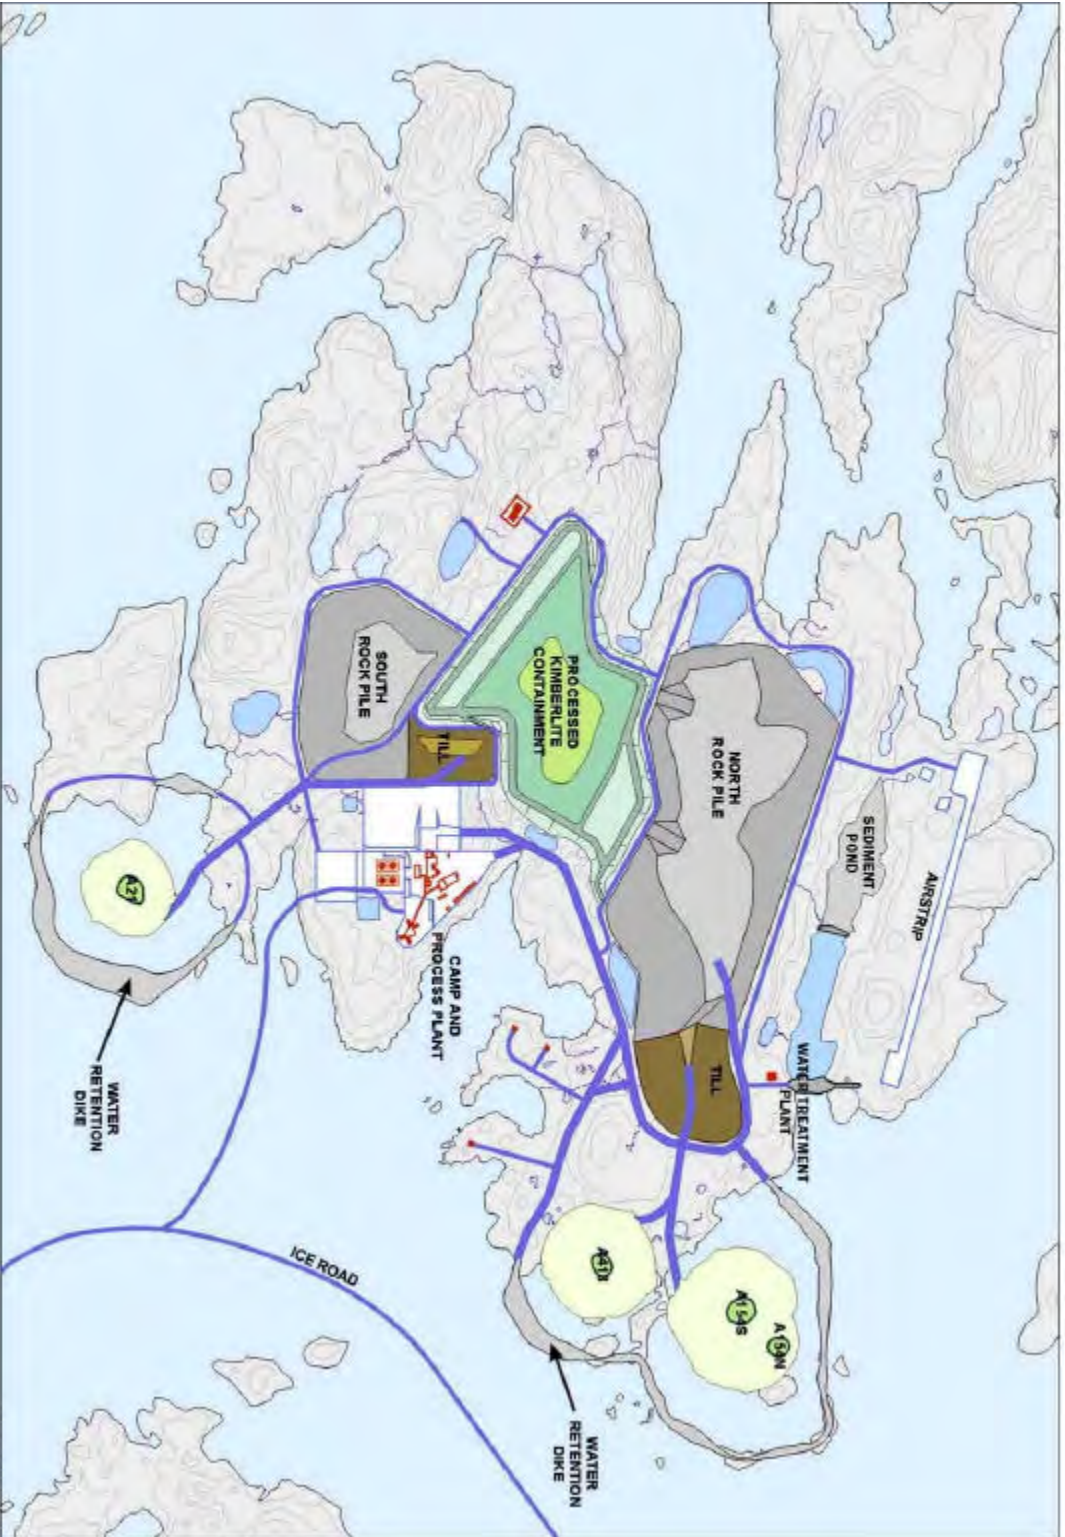 AIRSTRIP
SEDIMENT
POND
WATER TREATMENT
PLANT
NORTH
ROCK PILE
TILL
A154N
A154S
PROCESSED
KIMBERLITE
CONTAINMENT
A418
WATER
RETENTION
DIKE
TILL
CAMP AND
PROCESS PLANT
SOUTH
ROCK PILE
ICE ROAD
A21
WATER
RETENTION
DIKE